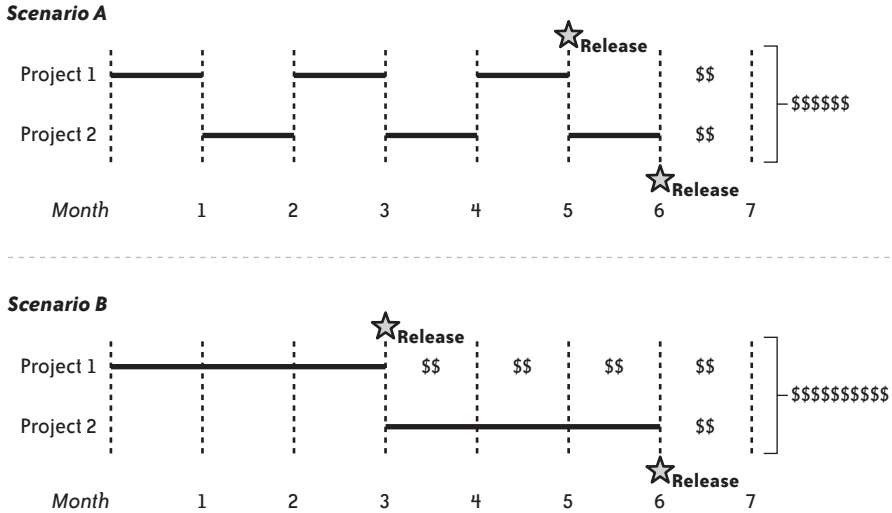 Scenario A
Release
Project 1 $$
$$$$$$
Project 2 $$
Release
Month 1 2 3 4 5 6 7
Scenario B
Release
Project 1 $$ $$ $$ $$
$$$$$$$$$$
Project 2 $$
Release
Month 1 2 3 4 5 6 7